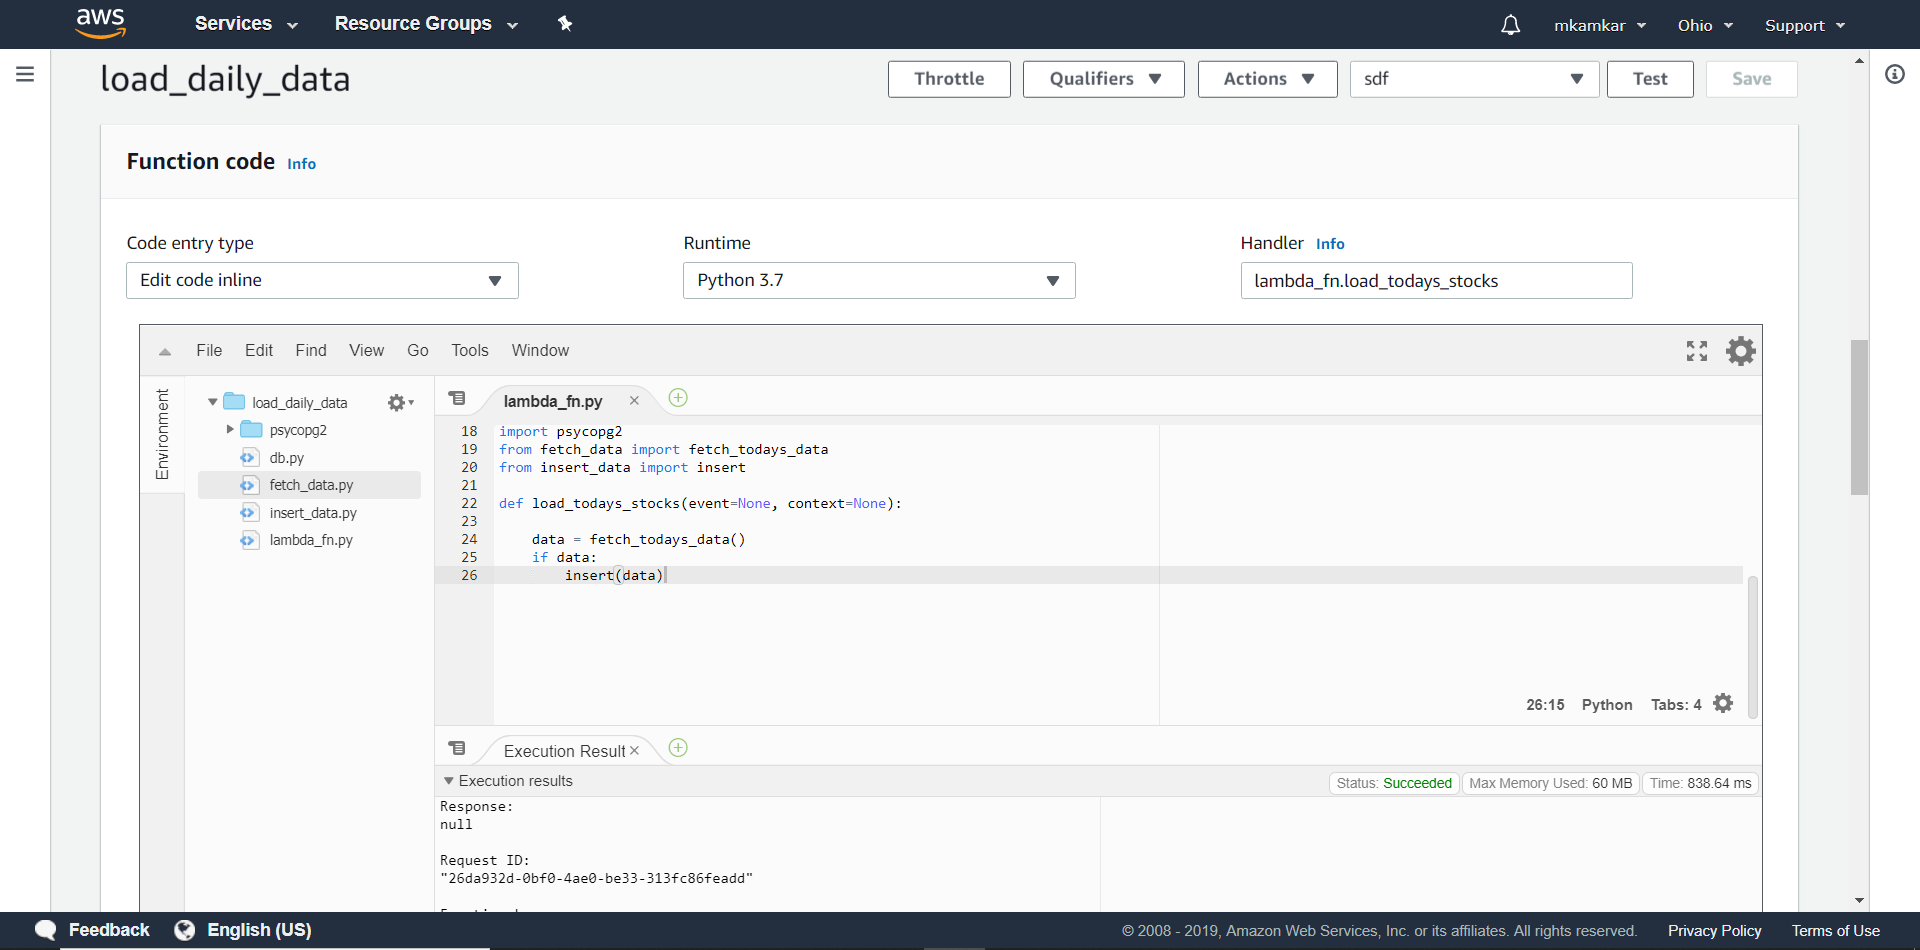 aws Services Resource Groups mkamkar Ohio Support
load_daily_data Throttle Qualifiers Actions sdf Test Save
Function code Info
Code entry type Runtime Handler Info
Edit code inline Python 3.7 lambda_fn.load_todays_stocks
File Edit Find View Go Tools Window
Environment
load_daily_data
psycopg2
db.py
fetch_data.py
insert_data.py
lambda_fn.py
lambda_fn.py
18 import psycopg2
19 from fetch_data import fetch_todays_data
20 from insert_data import insert
21
22 def load_todays_stocks(event=None, context=None):
23
24 data = fetch_todays_data()
25 if data:
26 insert(data)
26:15 Python Tabs: 4
Execution Result
Execution results Status: Succeeded Max Memory Used: 60 MB Time: 838.64 ms
Response:
null
Request ID:
"26da932d-0bf0-4ae0-be33-313fc86feadd"
Feedback English (US) © 2008 - 2019, Amazon Web Services, Inc. or its affiliates. All rights reserved. Privacy Policy Terms of Use